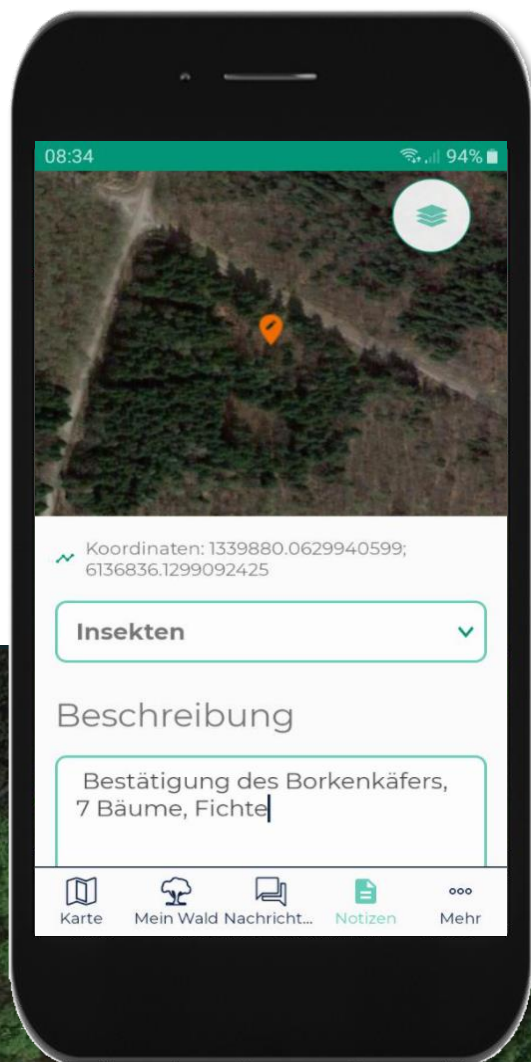 08:34
94%
Koordinaten: 1339880.0629940599;
6136836.1299092425
Insekten
Beschreibung
Bestätigung des Borkenkäfers,
7 Bäume, Fichte
Karte Mein Wald Nachricht... Notizen Mehr